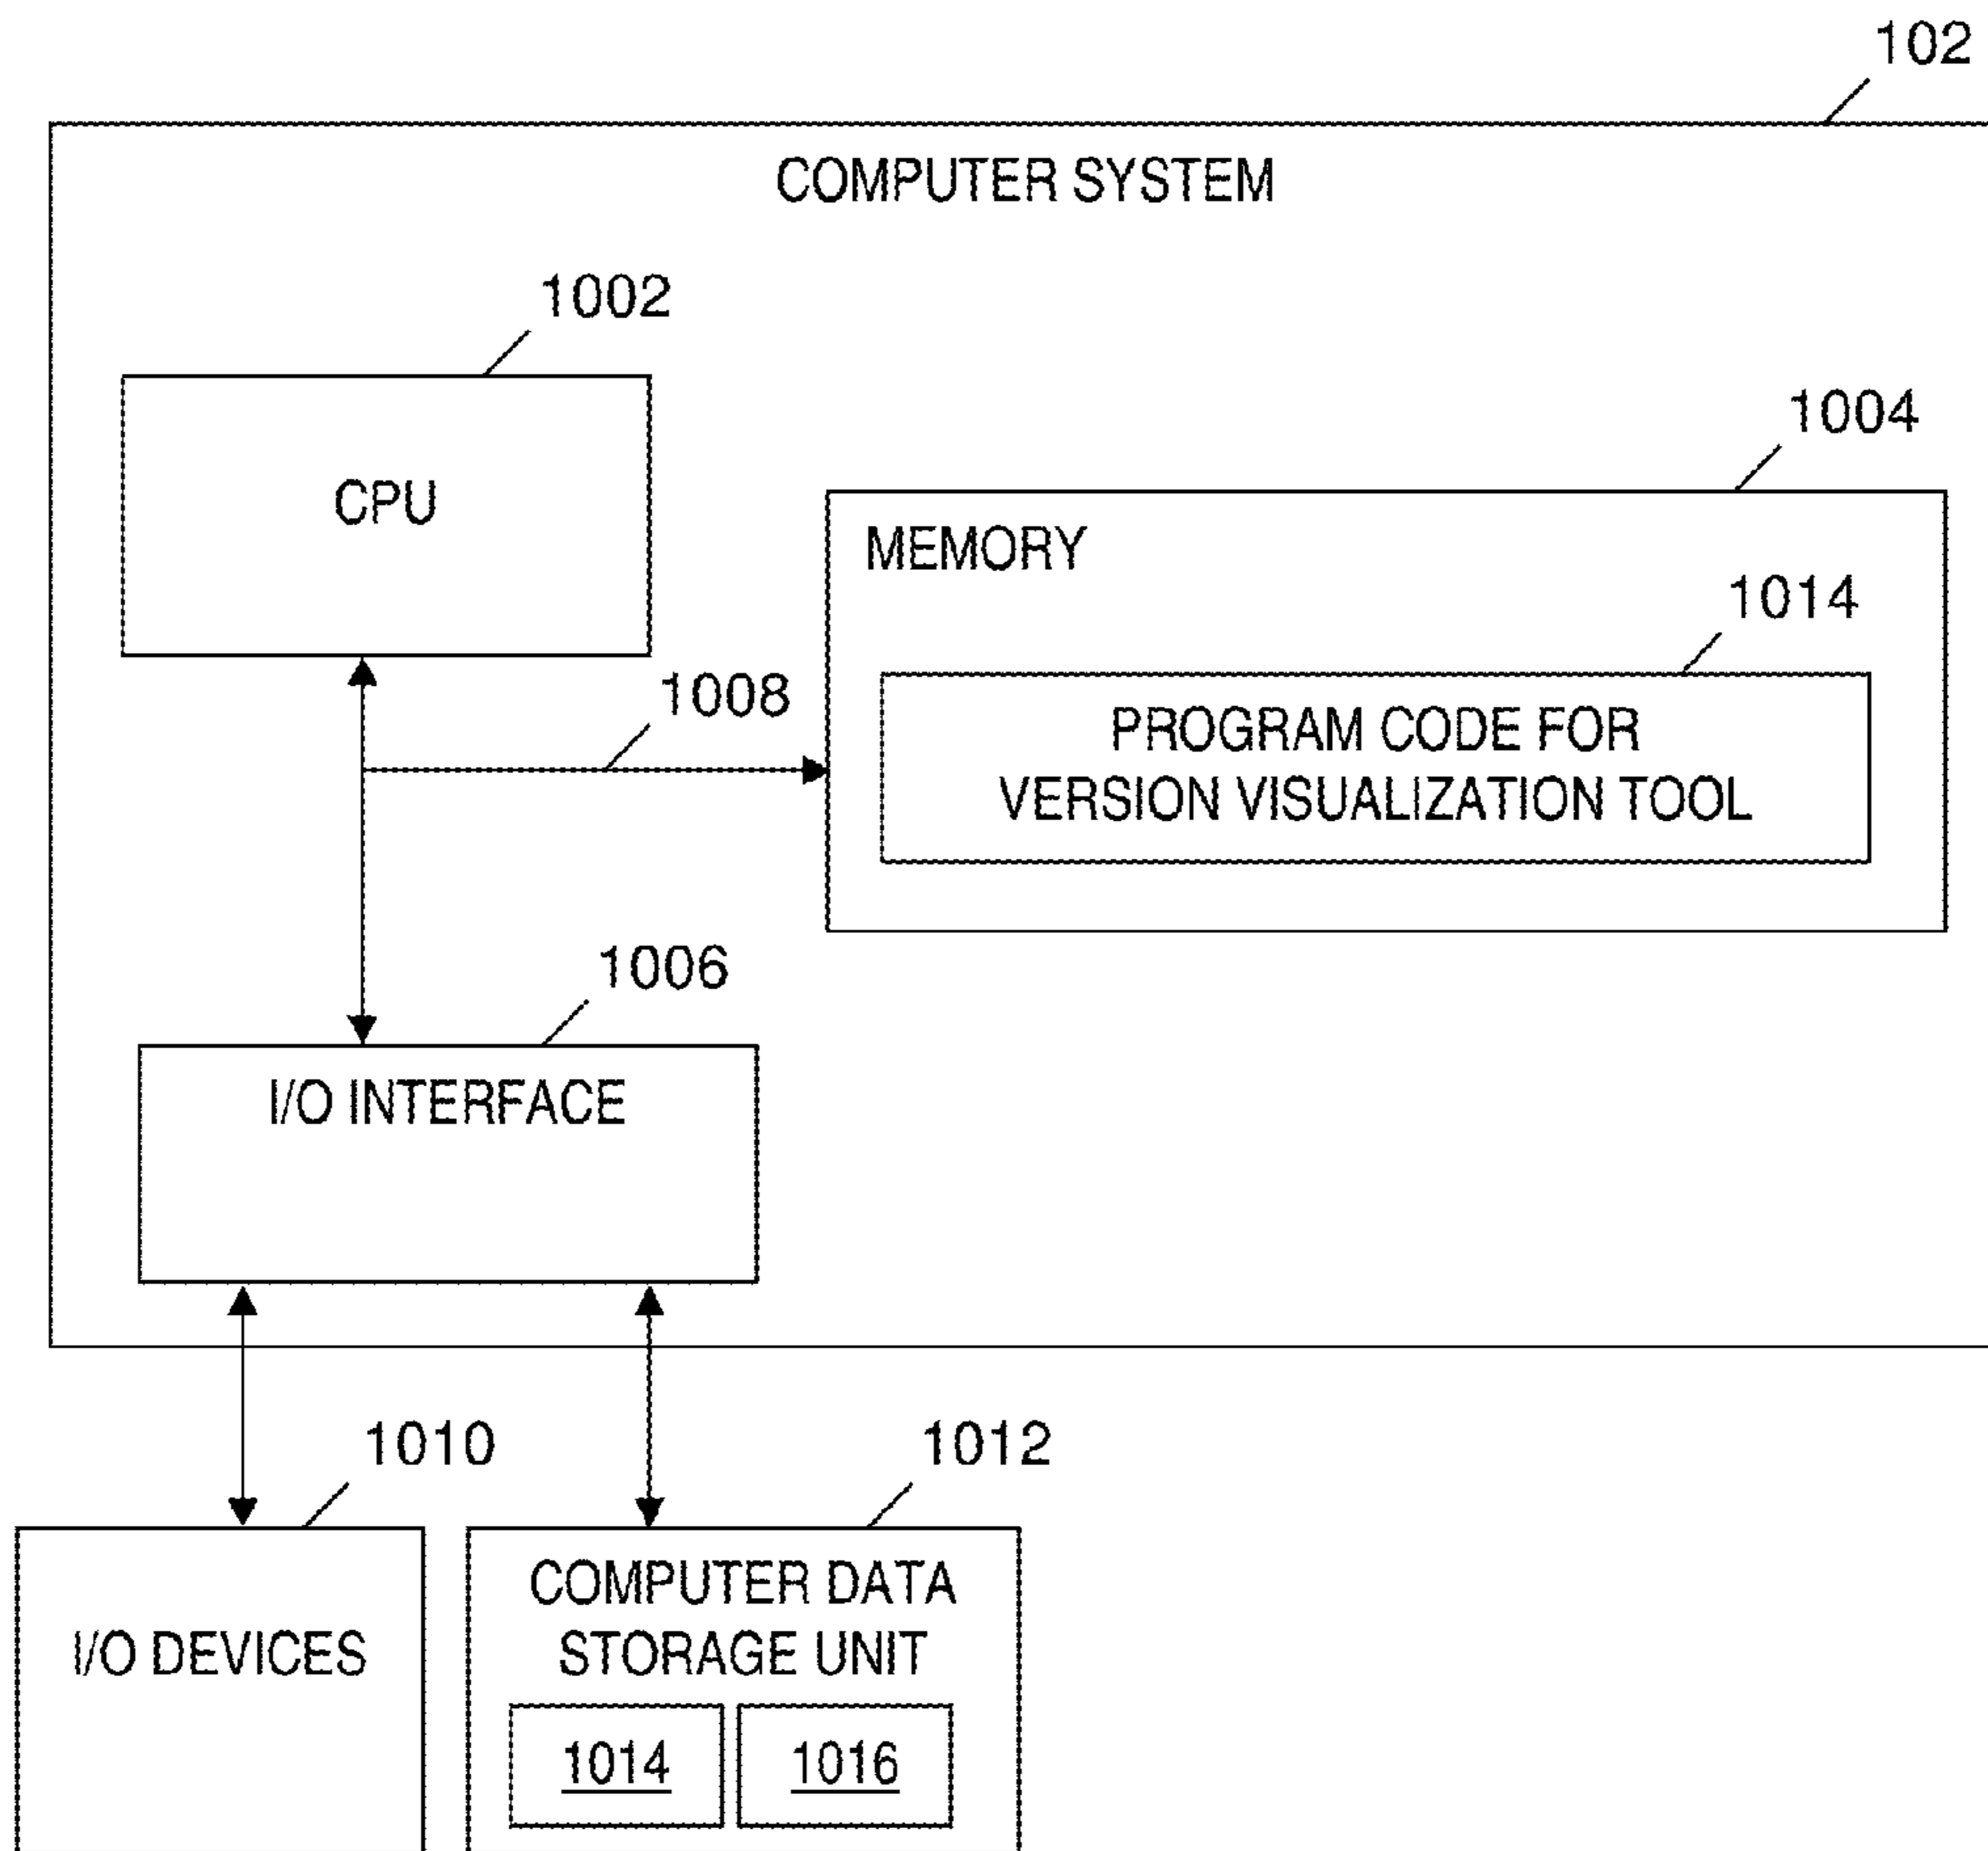 102
COMPUTER SYSTEM
1002
CPU
1004
MEMORY
1014
PROGRAM CODE FOR
VERSION VISUALIZATION TOOL
1008
1006
I/O INTERFACE
1010
I/O DEVICES
1012
COMPUTER DATA
STORAGE UNIT
1014
1016